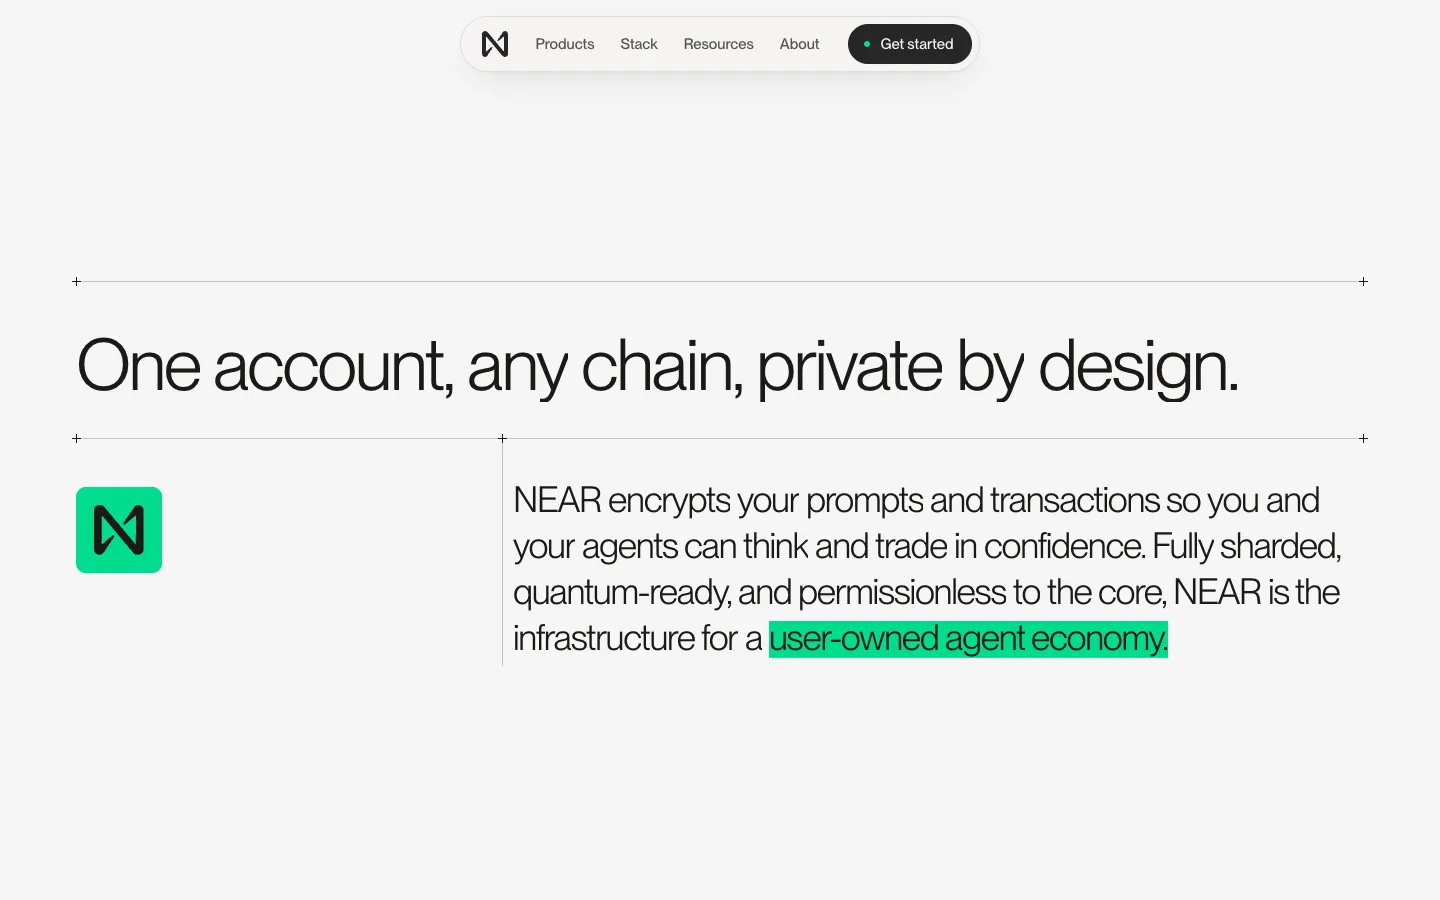 Products
Stack
Resources
About
Get started
One account, any chain, private by design.
NEAR encrypts your prompts and transactions so you and
your agents can think and trade in confidence. Fully sharded,
quantum-ready, and permissionless to the core, NEAR is the
infrastructure for a user-owned agent economy.